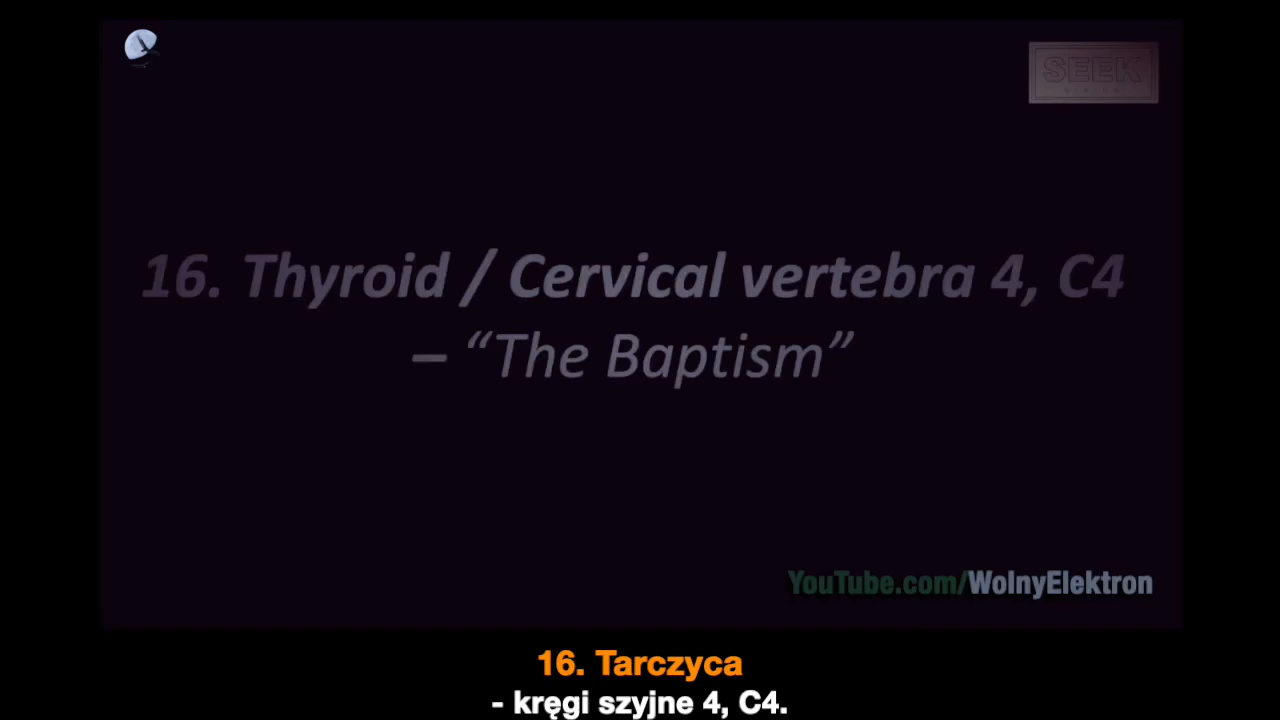 SEEK
16. Thyroid / Cervical vertebra 4, C4
– “The Baptism”
YouTube.com/WolnyElektron
16. Tarczyca
- kręgi szyjne 4, C4.